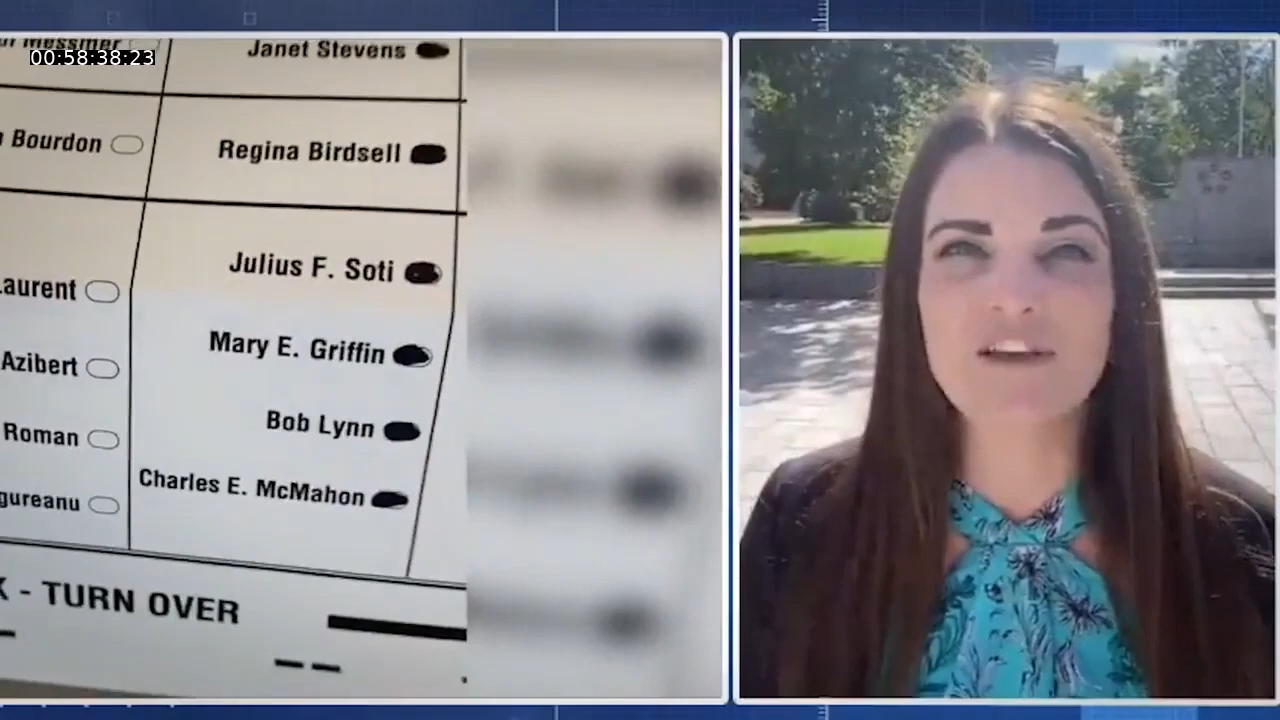 00:58:38:23
Janet Stevens
Bourdon
Regina Birdsell
Julius F. Soti
Laurent
Mary E. Griffin
Azibert
Bob Lynn
Roman
Charles E. McMahon
- TURN OVER